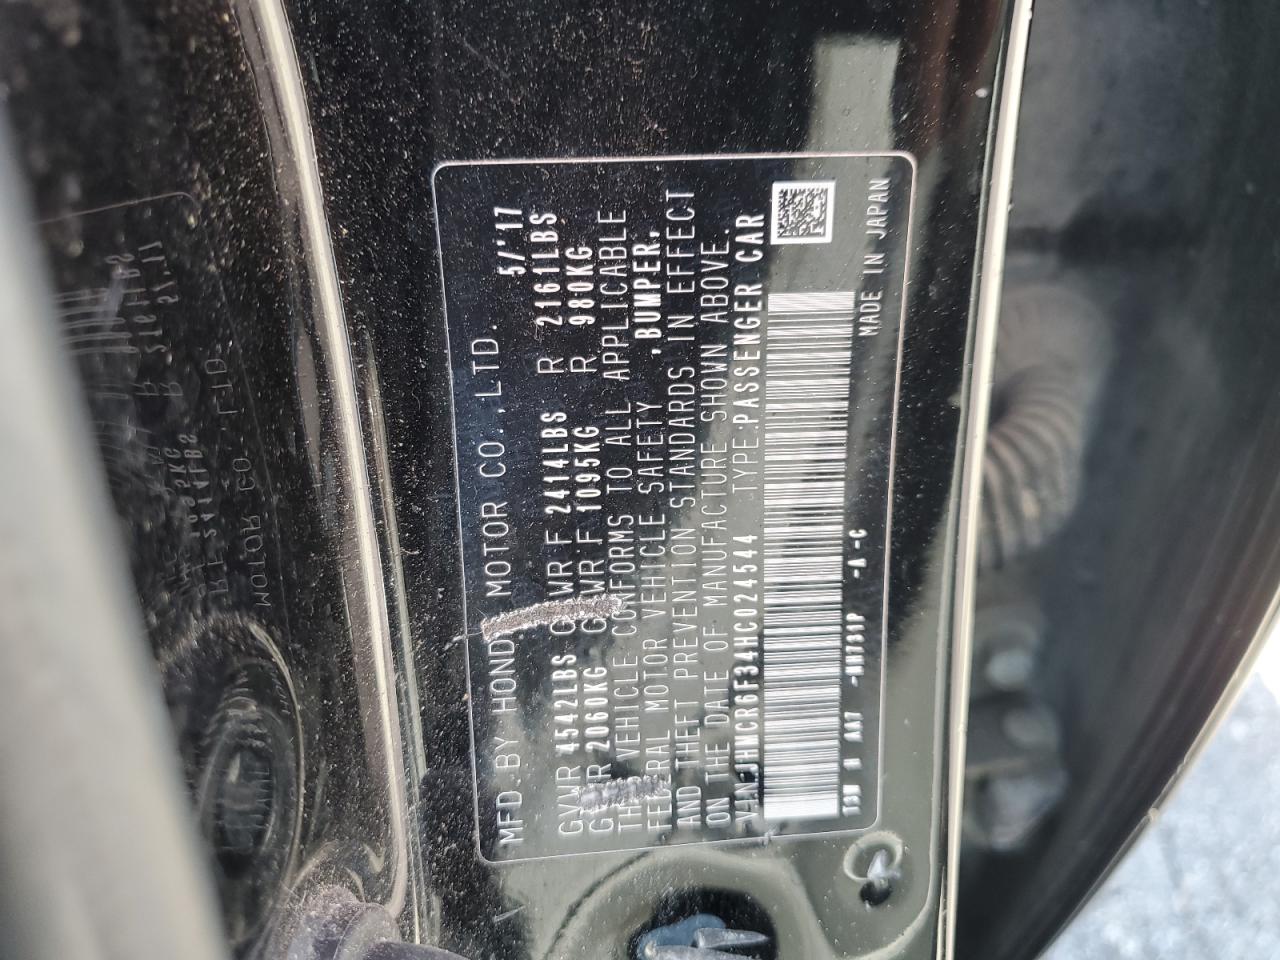 MFD.BY HONDA MOTOR CO.,LTD. 5/'17
GVWR 4542LBS GAWR F 2414LBS R 2161LBS
GVWR 2060KG GAWR F 1095KG R 980KG
THIS VEHICLE CONFORMS TO ALL APPLICABLE
FEDERAL MOTOR VEHICLE SAFETY ,BUMPER,
AND THEFT PREVENTION STANDARDS IN EFFECT
ON THE DATE OF MANUFACTURE SHOWN ABOVE.
V.I.N.: TYPE:PASSENGER CAR
-A -C
MADE IN JAPAN